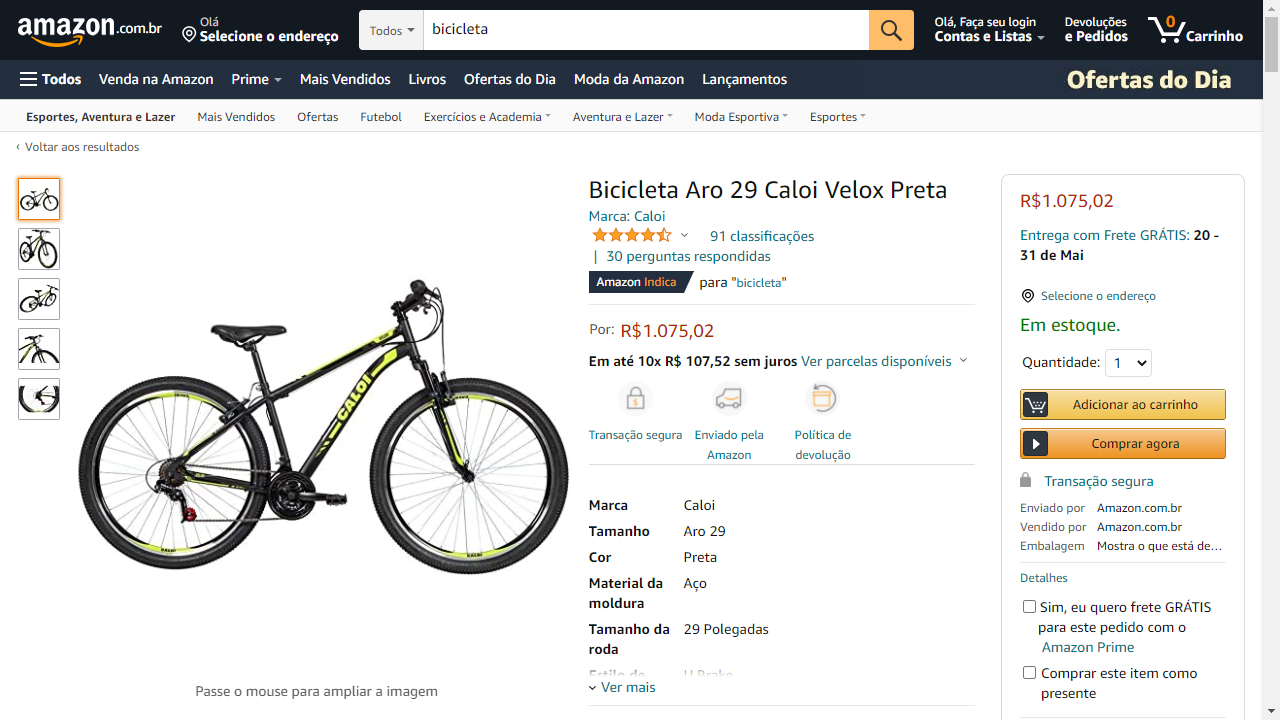 amazon.com.br
Olá
Selecione o endereço
Todos
bicicleta
Olá, Faça seu login
Contas e Listas
Devoluções
e Pedidos
0
Carrinho
Todos
Venda na Amazon
Prime
Mais Vendidos
Livros
Ofertas do Dia
Moda da Amazon
Lançamentos
Ofertas do Dia
Esportes, Aventura e Lazer
Mais Vendidos
Ofertas
Futebol
Exercícios e Academia
Aventura e Lazer
Moda Esportiva
Esportes
‹ Voltar aos resultados
CALOI
Passe o mouse para ampliar a imagem
Bicicleta Aro 29 Caloi Velox Preta
Marca: Caloi
91 classificações
| 30 perguntas respondidas
Amazon Indica para "bicicleta"
Por: R$1.075,02
Em até 10x R$ 107,52 sem juros Ver parcelas disponíveis
Transação segura
Enviado pela
Amazon
Política de
devolução
Marca Caloi
Tamanho Aro 29
Cor Preta
Material da Aço
moldura
Tamanho da 29 Polegadas
roda
Ver mais
R$1.075,02
Entrega com Frete GRÁTIS: 20 -
31 de Mai
Selecione o endereço
Em estoque.
Quantidade: 1
Adicionar ao carrinho
Comprar agora
Transação segura
Enviado por Amazon.com.br
Vendido por Amazon.com.br
Embalagem Mostra o que está de...
Detalhes
Sim, eu quero frete GRÁTIS
para este pedido com o
Amazon Prime
Comprar este item como
presente